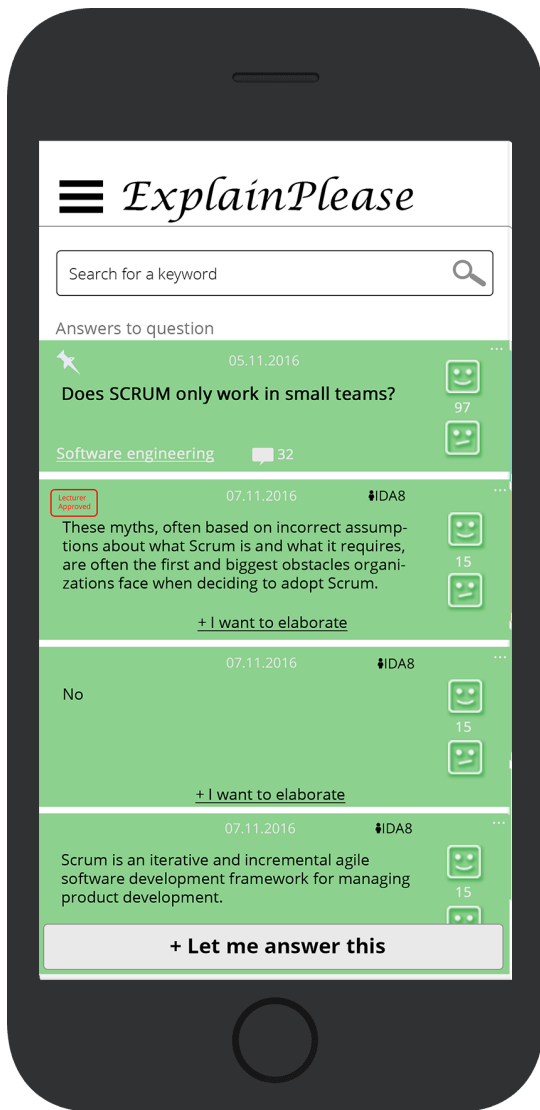 ExplainPlease
Search for a keyword
Answers to question
05.11.2016
Does SCRUM only work in small teams?
97
Software engineering 32
Lecturer
Approved
07.11.2016 IDA8
These myths, often based on incorrect assump-
tions about what Scrum is and what it requires,
are often the first and biggest obstacles organi-
zations face when deciding to adopt Scrum.
15
+ I want to elaborate
07.11.2016 IDA8
No
15
+ I want to elaborate
07.11.2016 IDA8
Scrum is an iterative and incremental agile
software development framework for managing
product development.
15
+ Let me answer this